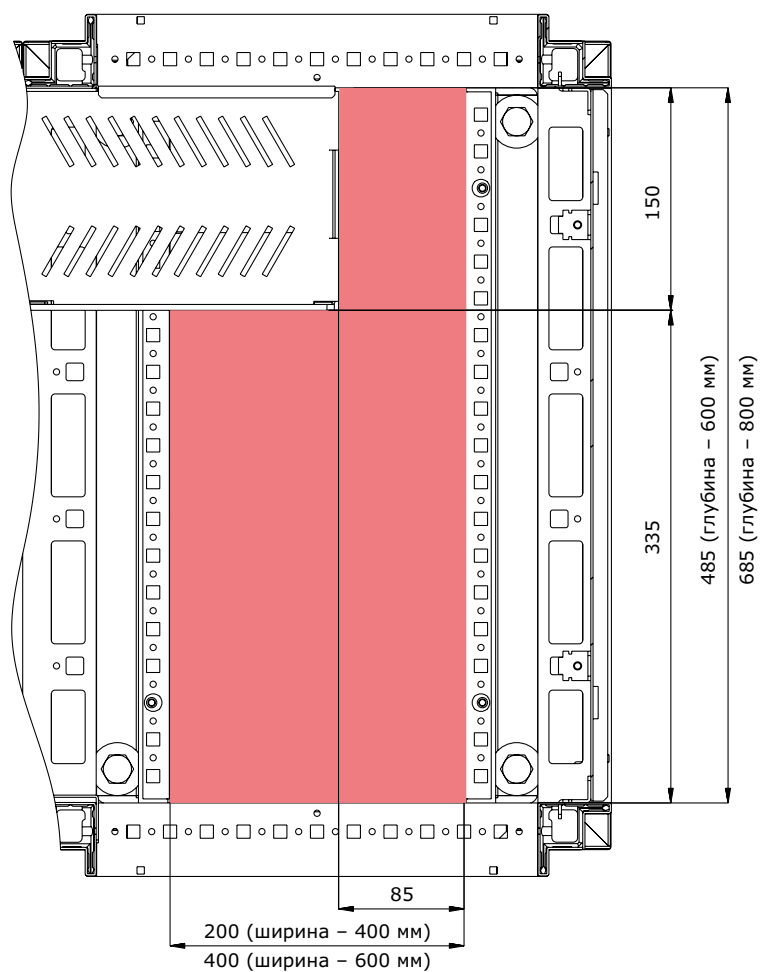 150
335
485 (глубина – 600 мм)
685 (глубина – 800 мм)
85
200 (ширина – 400 мм)
400 (ширина – 600 мм)